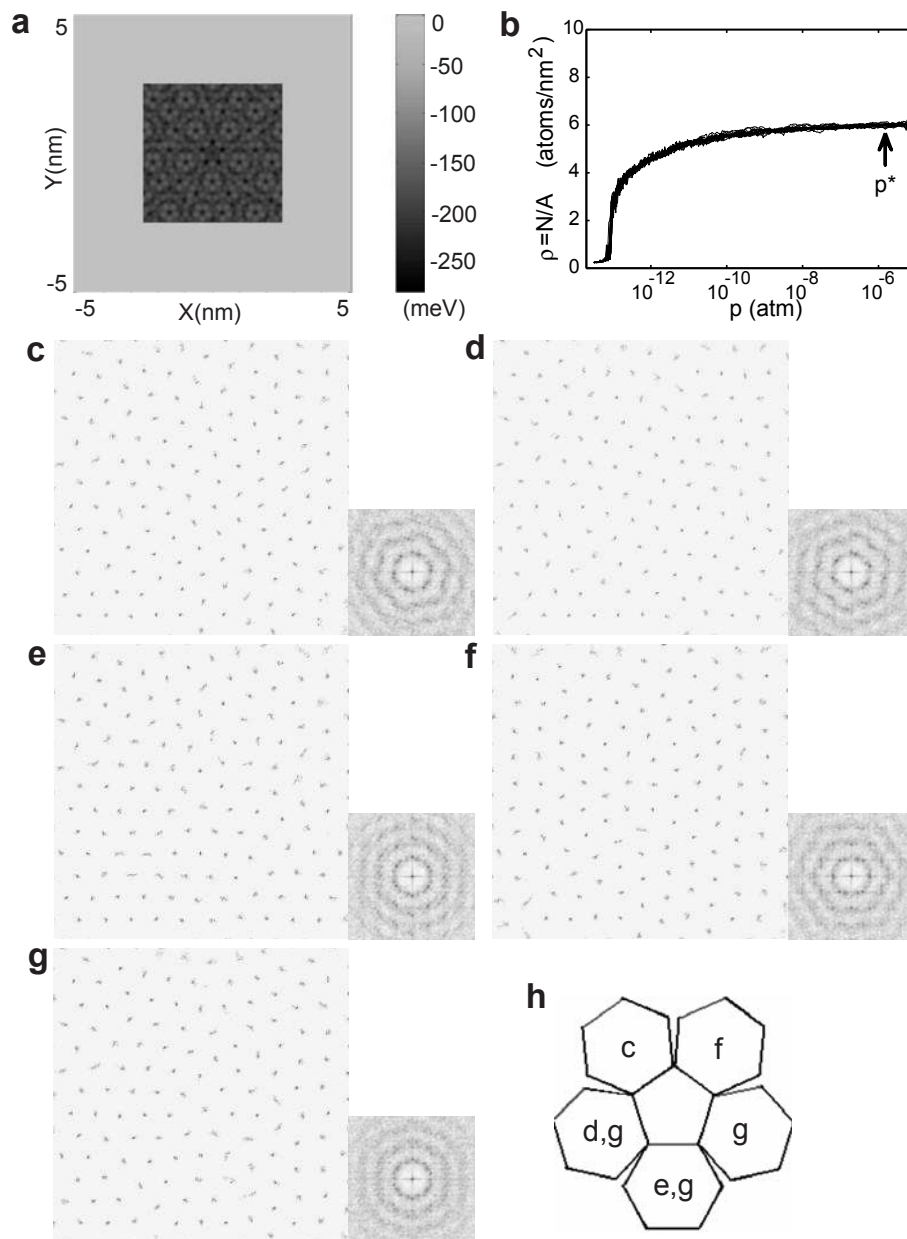 a
5
-5
Y(nm)
-5
5
X(nm)
0
-50
-100
-150
-200
-250
(meV)
b
10
8
6
4
2
0
ρ=N/A (atoms/nm²)
10⁻¹²
10⁻¹⁰
10⁻⁸
10⁻⁶
p (atm)
p*
c
d
e
f
g
h
c
f
d,g
g
e,g